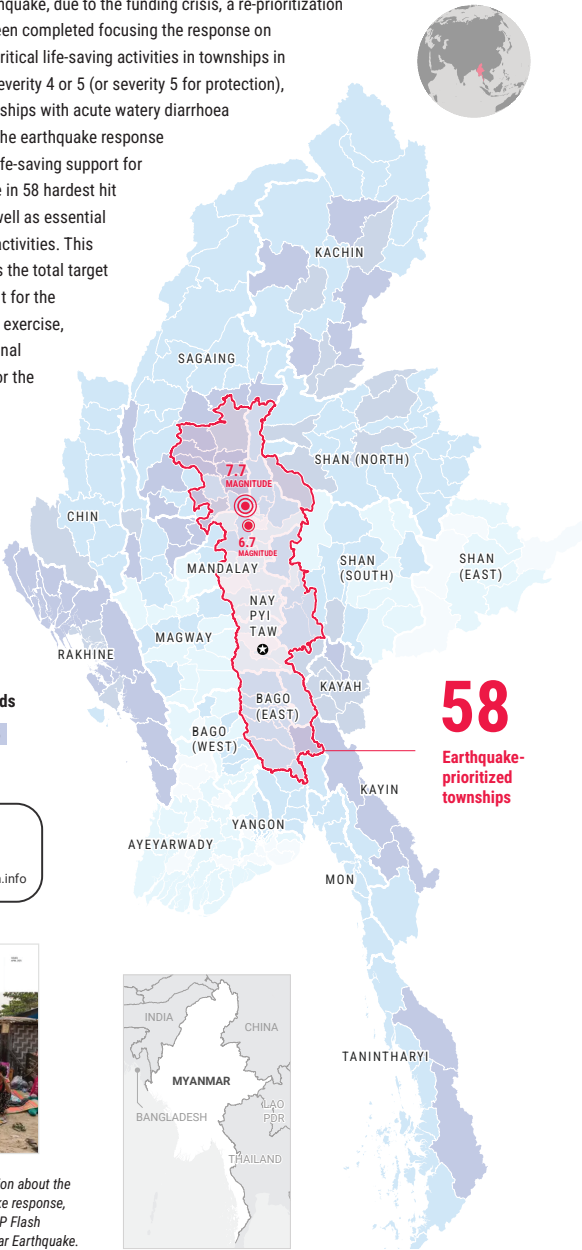 quake, due to the funding crisis, a re-prioritization
een completed focusing the response on
ritical life-saving activities in townships in
everity 4 or 5 (or severity 5 for protection),
ships with acute watery diarrhoea
he earthquake response
fe-saving support for
e in 58 hardest hit
well as essential
activities. This
s the total target
t for the
exercise,
nal
or the
KACHIN
SAGAING
SHAN (NORTH)
7.7
MAGNITUDE
CHIN
6.7
MAGNITUDE
MANDALAY
SHAN
(SOUTH)
SHAN
(EAST)
NAY
PYI
TAW
MAGWAY
RAKHINE
KAYAH
BAGO
(EAST)
58
Earthquake-
prioritized
townships
ds
BAGO
(WEST)
KAYIN
YANGON
AYEYARWADY
MON
.info
INDIA
CHINA
MYANMAR
BANGLADESH
LAO
PDR
THAILAND
TANINTHARYI
ion about the
ke response,
P Flash
ar Earthquake.